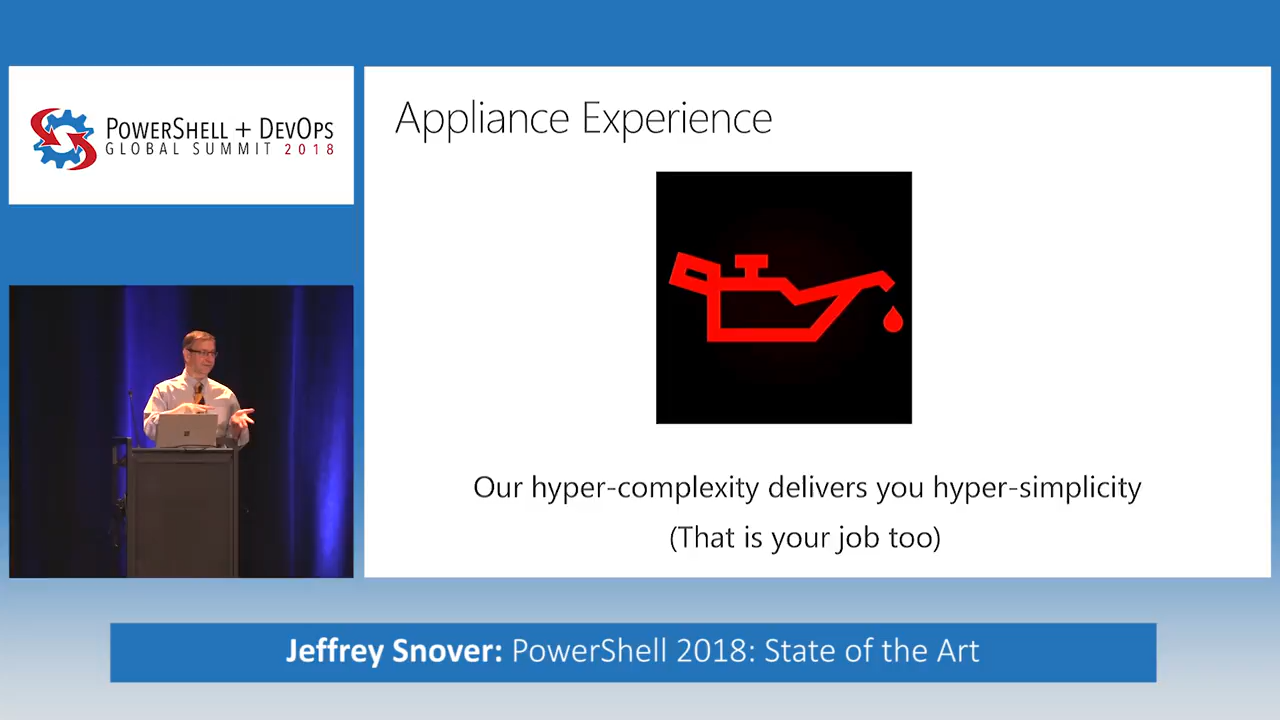 POWERSHELL + DEVOPS
GLOBAL SUMMIT 2018
Appliance Experience
Our hyper-complexity delivers you hyper-simplicity
(That is your job too)
Jeffrey Snover: PowerShell 2018: State of the Art